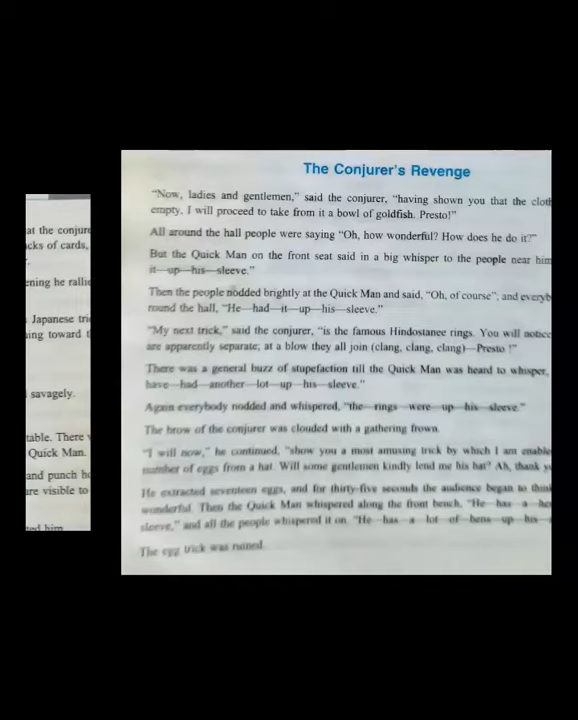 at the conjure
cks of cards,
ening he rallie
Japanese tri
ing toward t
savagely.
table. There
Quick Man.
and punch h
are visible to
ted him
The Conjurer's Revenge
"Now, ladies and gentlemen," said the conjurer, "having shown you that the cloth
empty, I will proceed to take from it a bowl of goldfish. Presto!"
All around the hall people were saying "Oh, how wonderful? How does he do it?"
But the Quick Man on the front seat said in a big whisper to the people near him
it—up—his—sleeve."
Then the people nodded brightly at the Quick Man and said, "Oh, of course", and everyb
round the hall, "He—had—it—up—his—sleeve."
"My next trick," said the conjurer, "is the famous Hindostanee rings. You will notice
are apparently separate; at a blow they all join (clang, clang, clang)—Presto !"
There was a general buzz of stupefaction till the Quick Man was heard to whisper,
have—had—another—lot—up—his—sleeve."
Again everybody nodded and whispered, "the—rings—were—up—his—sleeve."
The brow of the conjurer was clouded with a gathering frown.
"I will now," he continued, "show you a most amusing trick by which I am enable
number of eggs from a hat. Will some gentlemen kindly lend me his hat? Ah, thank y
He extracted seventeen eggs, and for thirty-five seconds the audience began to think
wonderful. Then the Quick Man whispered along the front bench, "He—has—a—hen
sleeve," and all the people whispered it on. "He—has—a—lot—of—hens—up—his—
The egg trick was ruined.